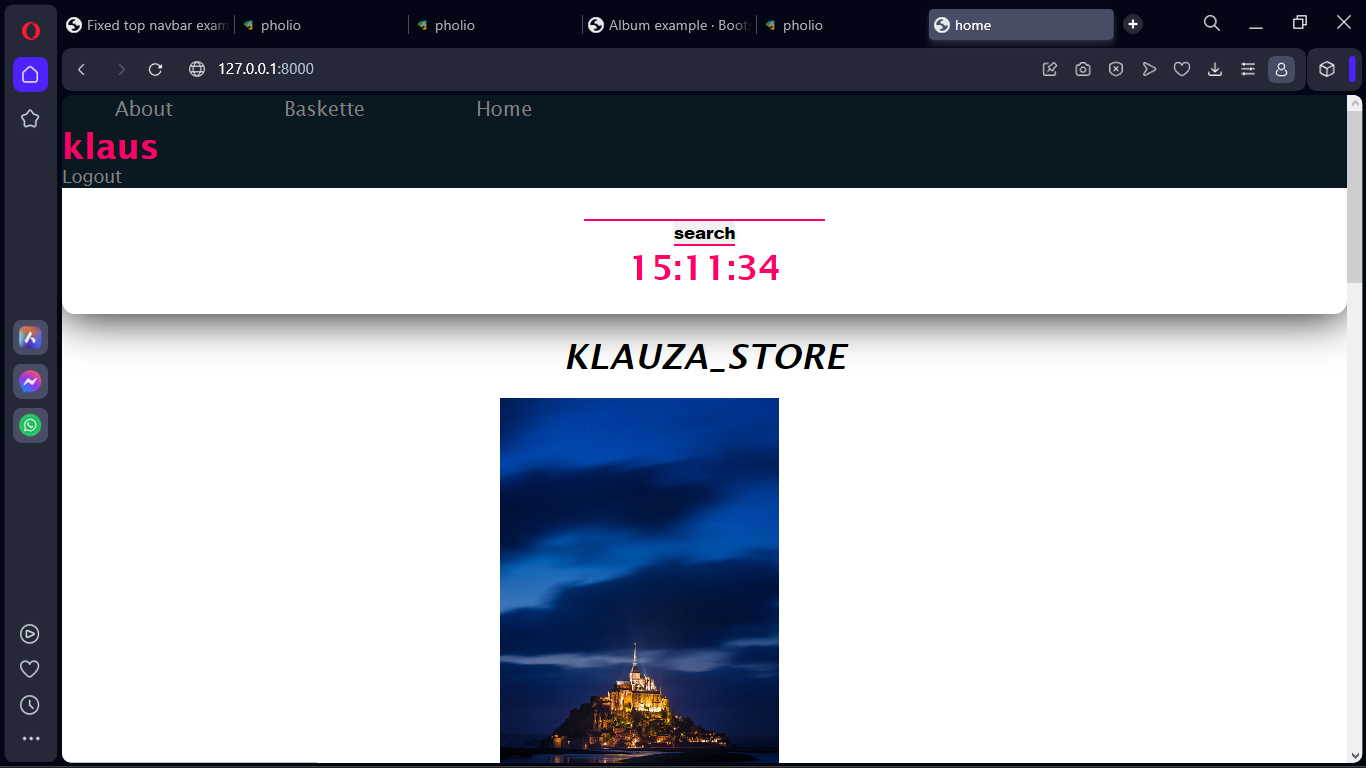 Fixed top navbar exam
pholio
pholio
Album example · Boots
pholio
home
127.0.0.1:8000
About Baskette Home
klaus
Logout
search
15:11:34
KLAUZA_STORE